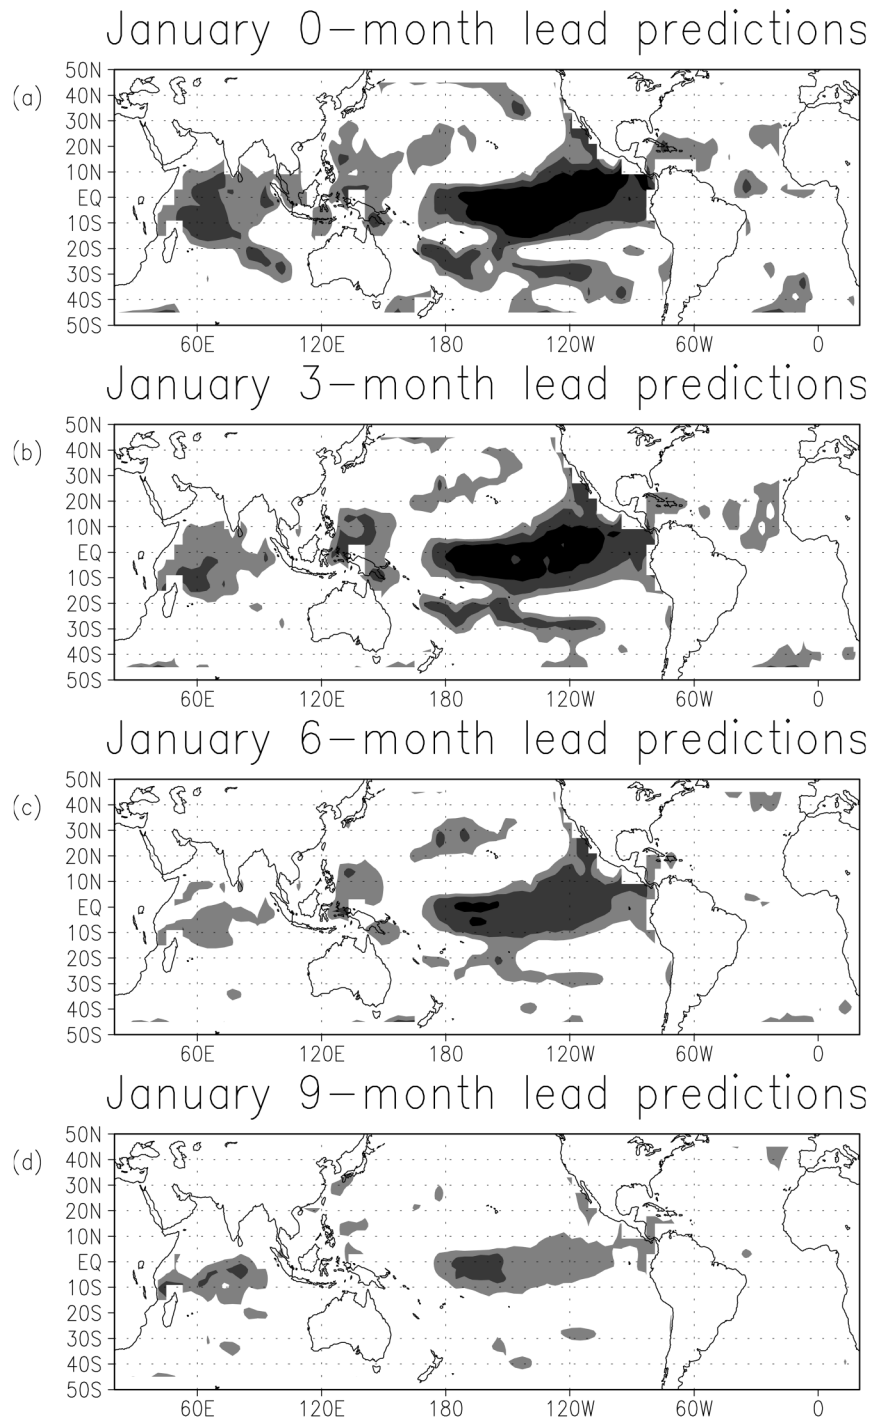 January 0-month lead predictions
(a)
50N
40N
30N
20N
10N
EQ
10S
20S
30S
40S
50S
60E 120E 180 120W 60W 0
January 3-month lead predictions
(b)
50N
40N
30N
20N
10N
EQ
10S
20S
30S
40S
50S
60E 120E 180 120W 60W 0
January 6-month lead predictions
(c)
50N
40N
30N
20N
10N
EQ
10S
20S
30S
40S
50S
60E 120E 180 120W 60W 0
January 9-month lead predictions
(d)
50N
40N
30N
20N
10N
EQ
10S
20S
30S
40S
50S
60E 120E 180 120W 60W 0